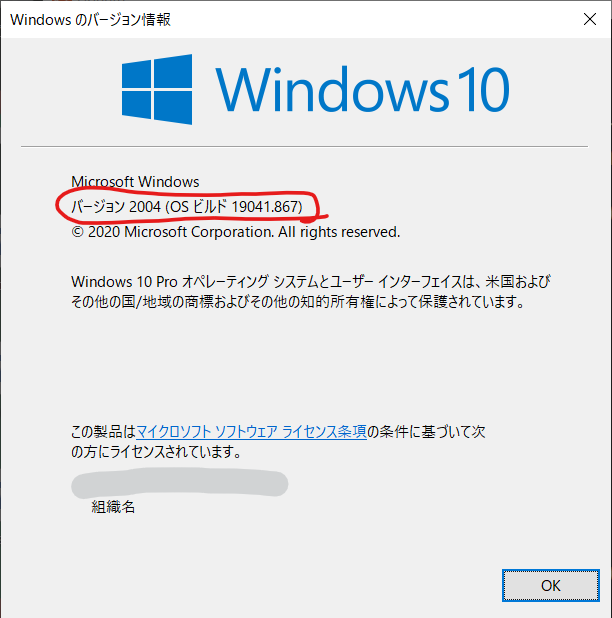 Windows のバージョン情報
Windows 10
Microsoft Windows
バージョン 2004 (OS ビルド 19041.867)
© 2020 Microsoft Corporation. All rights reserved.
Windows 10 Pro オペレーティング システムとユーザー インターフェイスは、米国および
その他の国/地域の商標およびその他の知的所有権によって保護されています。
この製品はマイクロソフト ソフトウェア ライセンス条項の条件に基づいて次
の方にライセンスされています。
組織名
OK